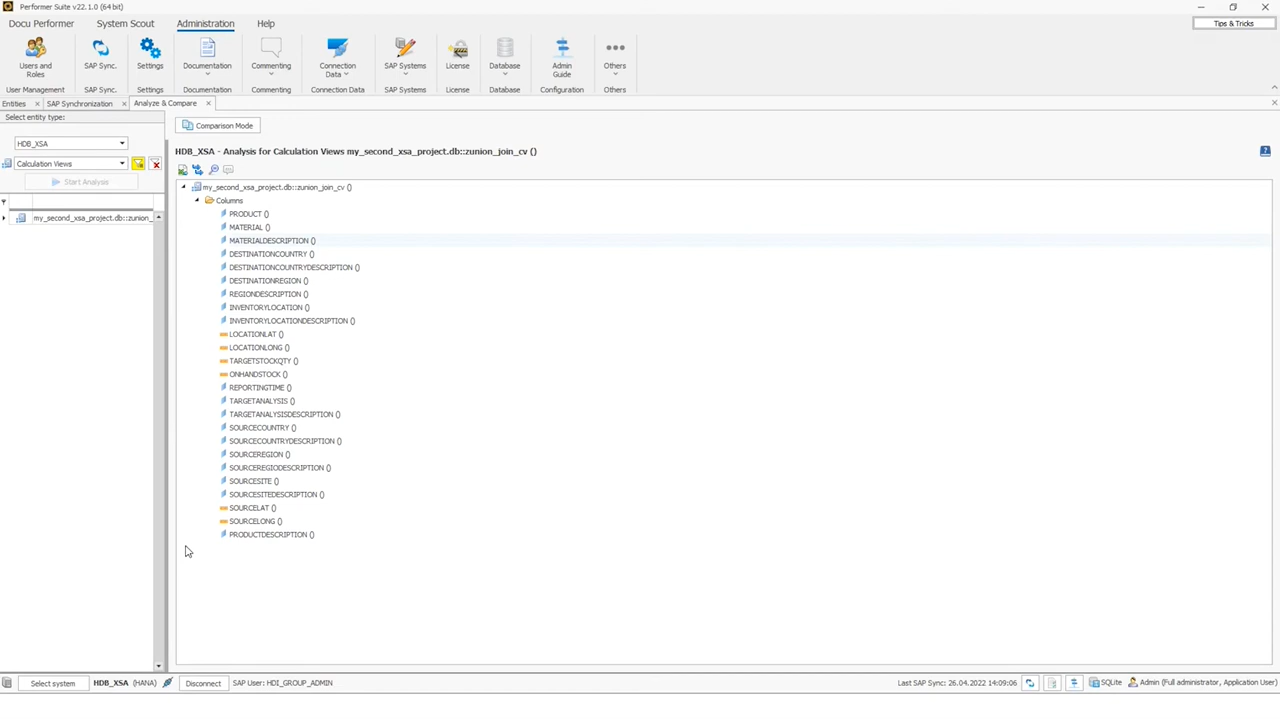 Performer Suite v22.1.0 (64 bit)
Docu Performer System Scout Administration Help
Tips & Tricks
Users and Roles
SAP Sync.
Settings
Documentation
Commenting
Connection Data
SAP Systems
License
Database
Admin Guide
Others
User Management SAP Sync. Settings Documentation Commenting Connection Data SAP Systems License Database Configuration Others
Entities SAP Synchronization Analyze & Compare
Select entity type:
HDB_XSA
Calculation Views
Start Analysis
my_second_xsa_project.db::zunion_
Comparison Mode
HDB_XSA - Analysis for Calculation Views my_second_xsa_project.db::zunion_join_cv ()
my_second_xsa_project.db::zunion_join_cv ()
Columns
PRODUCT ()
MATERIAL ()
MATERIALDESCRIPTION ()
DESTINATIONCOUNTRY ()
DESTINATIONCOUNTRYDESCRIPTION ()
DESTINATIONREGION ()
REGIONDESCRIPTION ()
INVENTORYLOCATION ()
INVENTORYLOCATIONDESCRIPTION ()
LOCATIONLAT ()
LOCATIONLONG ()
TARGETSTOCKQTY ()
ONHANDSTOCK ()
REPORTINGTIME ()
TARGETANALYSIS ()
TARGETANALYSISDESCRIPTION ()
SOURCECOUNTRY ()
SOURCECOUNTRYDESCRIPTION ()
SOURCEREGION ()
SOURCEREGIODESCRIPTION ()
SOURCESITE ()
SOURCESITEDESCRIPTION ()
SOURCELAT ()
SOURCELONG ()
PRODUCTDESCRIPTION ()
Select system HDB_XSA (HANA) Disconnect SAP User: HDI_GROUP_ADMIN Last SAP Sync: 26.04.2022 14:09:06 SQLite Admin (Full administrator, Application User)